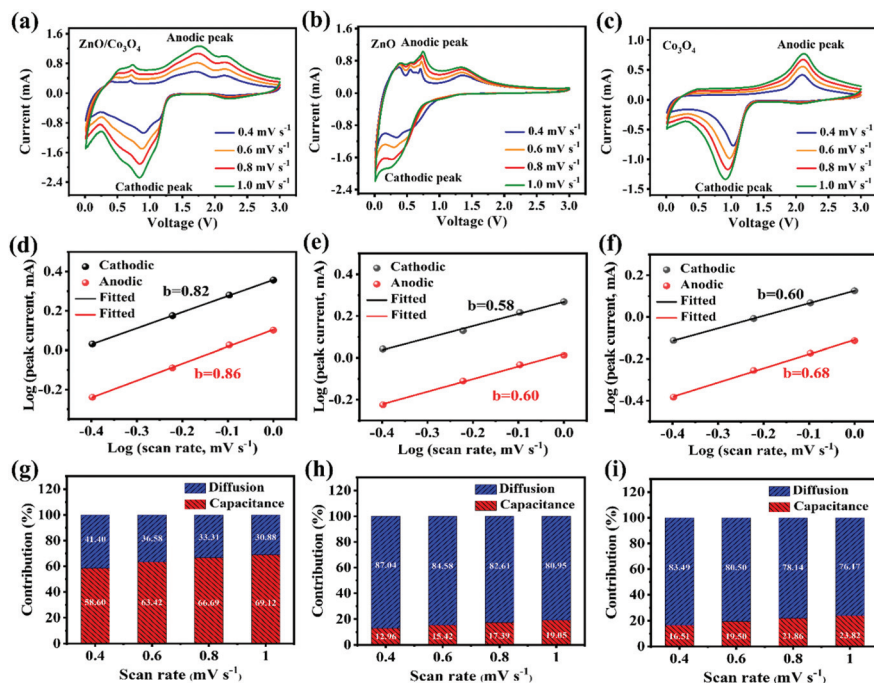 (a)
ZnO/Co3O4
Anodic peak
Cathodic peak
0.4 mV s-1
0.6 mV s-1
0.8 mV s-1
1.0 mV s-1
Current (mA)
1.6
0.8
0.0
-0.8
-1.6
-2.4
0.0 0.5 1.0 1.5 2.0 2.5 3.0
Voltage (V)
(b)
ZnO
Anodic peak
Cathodic peak
0.4 mV s-1
0.6 mV s-1
0.8 mV s-1
1.0 mV s-1
Current (mA)
1.8
1.2
0.6
0.0
-0.6
-1.2
-1.8
-2.4
0.0 0.5 1.0 1.5 2.0 2.5 3.0
Voltage (V)
(c)
Co3O4
Anodic peak
Cathodic peak
0.4 mV s-1
0.6 mV s-1
0.8 mV s-1
1.0 mV s-1
Current (mA)
1.0
0.5
0.0
-0.5
-1.0
-1.5
0.0 0.5 1.0 1.5 2.0 2.5 3.0
Voltage (V)
(d)
Cathodic
Anodic
Fitted
Fitted
b=0.82
b=0.86
Log (peak current, mA)
0.4
0.2
0.0
-0.2
-0.4 -0.3 -0.2 -0.1 0.0
Log (scan rate, mV s-1)
(e)
Cathodic
Anodic
Fitted
Fitted
b=0.58
b=0.60
Log (peak current, mA)
0.4
0.2
0.0
-0.2
-0.4 -0.3 -0.2 -0.1 0.0
Log (scan rate, mV s-1)
(f)
Cathodic
Anodic
Fitted
Fitted
b=0.60
b=0.68
Log (peak current, mA)
0.2
0.0
-0.2
-0.4
-0.4 -0.3 -0.2 -0.1 0.0
Log (scan rate, mV s-1)
(g)
Diffusion
Capacitance
Contribution (%)
120
100
80
60
40
20
0
41.40 36.58 33.31 30.88
58.60 63.42 66.69 69.12
0.4 0.6 0.8 1
Scan rate (mV s-1)
(h)
Diffusion
Capacitance
Contribution (%)
120
100
80
60
40
20
0
87.04 84.58 82.61 80.95
12.96 15.42 17.39 19.05
0.4 0.6 0.8 1
Scan rate (mV s-1)
(i)
Diffusion
Capacitance
Contribution (%)
120
100
80
60
40
20
0
83.49 80.50 78.14 76.17
16.51 19.50 21.86 23.82
0.4 0.6 0.8 1
Scan rate (mV s-1)